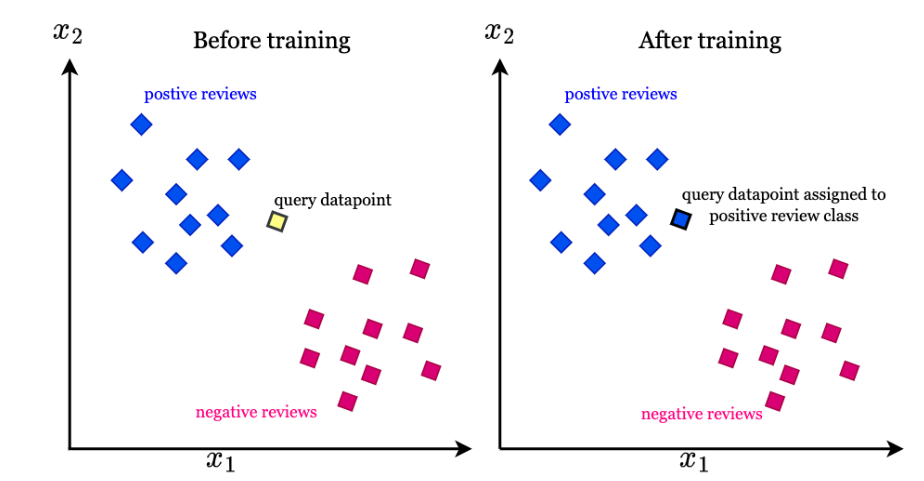 x₂
Before training
postive reviews
query datapoint
negative reviews
x₁
x₂
After training
postive reviews
query datapoint assigned to
positive review class
negative reviews
x₁